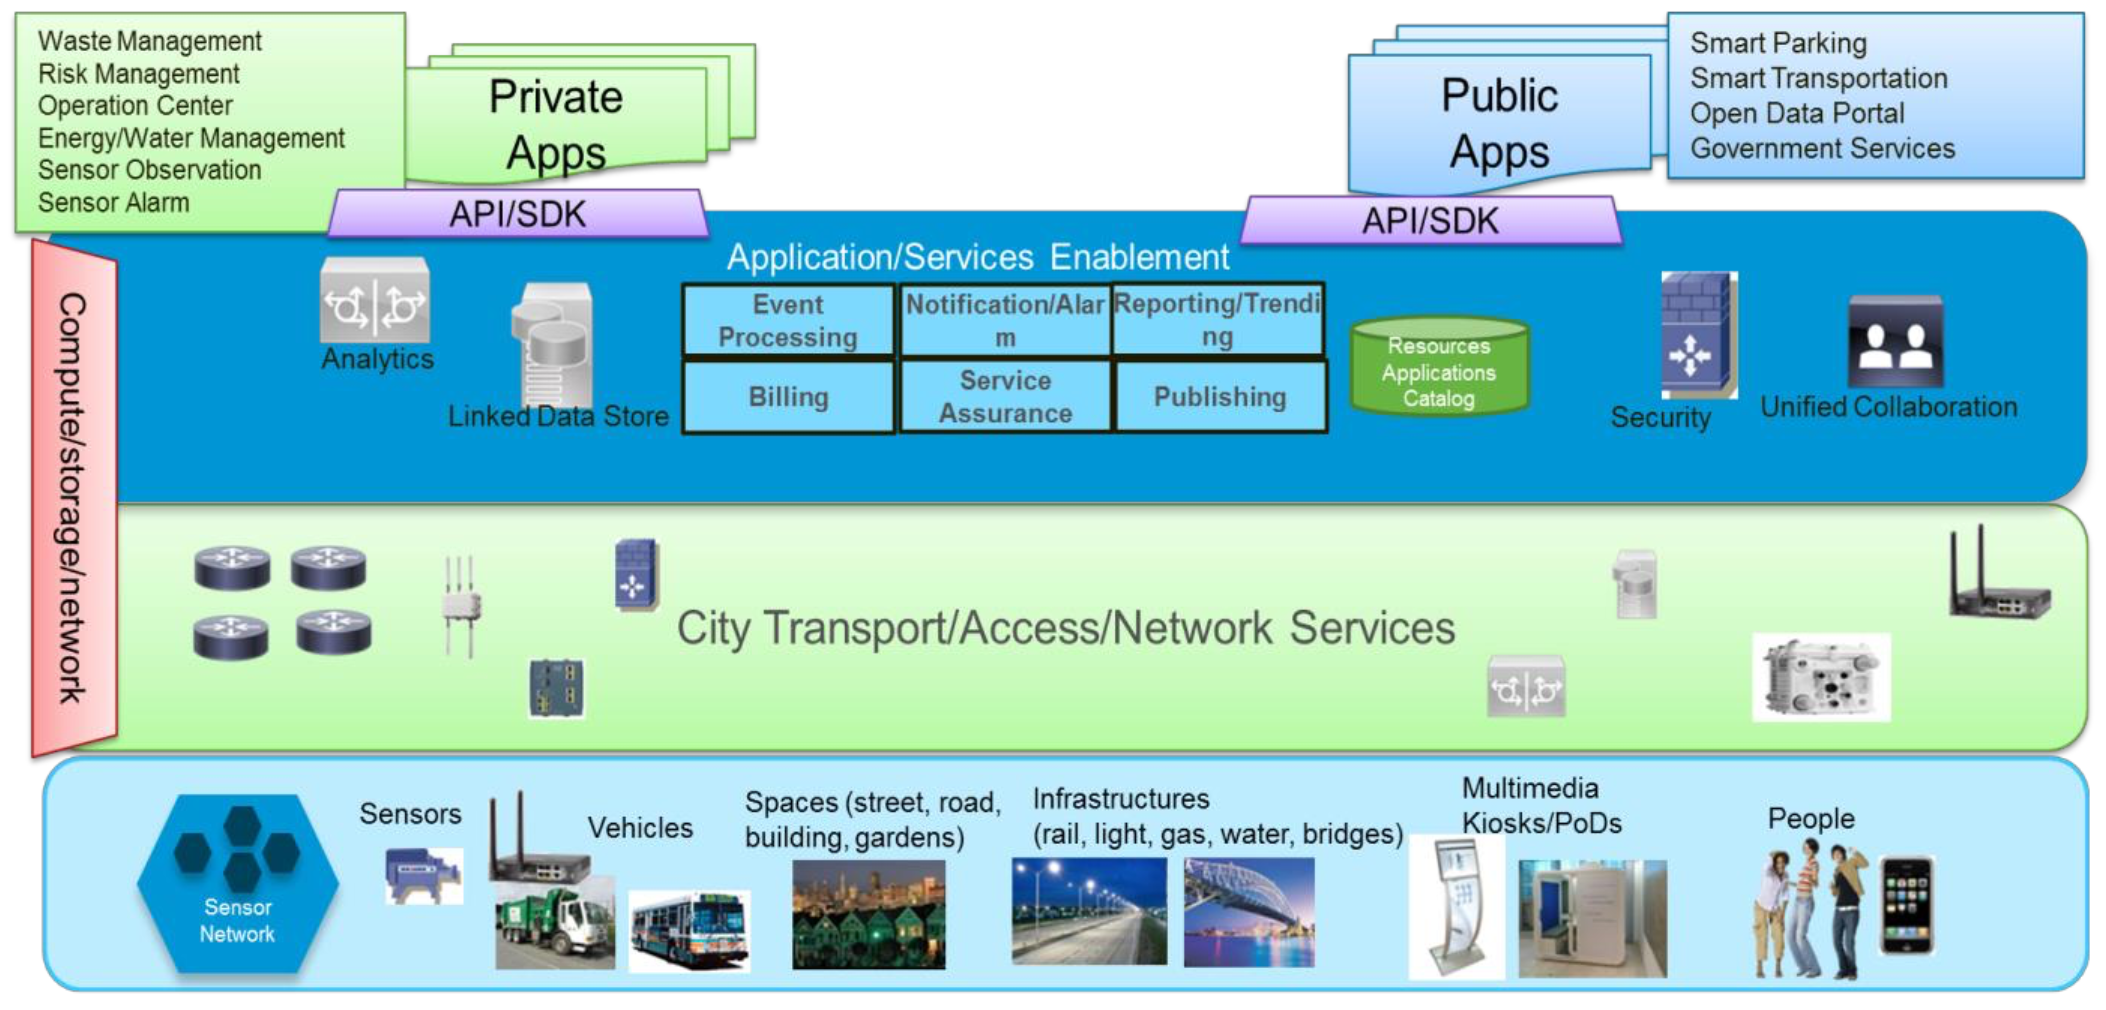 Waste Management
Risk Management
Operation Center
Energy/Water Management
Sensor Observation
Sensor Alarm
Private
Apps
API/SDK
Public
Apps
API/SDK
Smart Parking
Smart Transportation
Open Data Portal
Government Services
Compute/storage/network
Application/Services Enablement
Analytics
Linked Data Store
Event
Processing
Notification/Alar
m
Reporting/Trendi
ng
Billing
Service
Assurance
Publishing
Resources
Applications
Catalog
Security
Unified Collaboration
City Transport/Access/Network Services
Sensor
Network
Sensors
Vehicles
Spaces (street, road,
building, gardens)
Infrastructures
(rail, light, gas, water, bridges)
Multimedia
Kiosks/PoDs
People